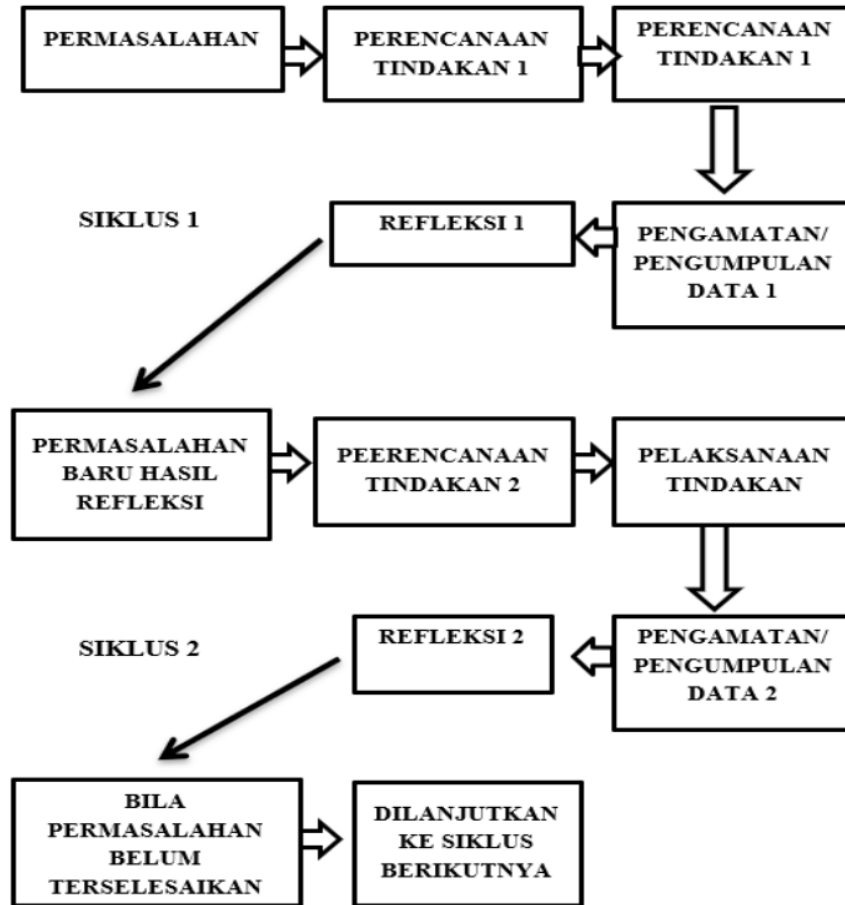 PERMASALAHAN
PERENCANAAN
TINDAKAN 1
PERENCANAAN
TINDAKAN 1
SIKLUS 1
REFLEKSI 1
PENGAMATAN/
PENGUMPULAN
DATA 1
PERMASALAHAN
BARU HASIL
REFLEKSI
PEERENCANAAN
TINDAKAN 2
PELAKSANAAN
TINDAKAN
SIKLUS 2
REFLEKSI 2
PENGAMATAN/
PENGUMPULAN
DATA 2
BILA
PERMASALAHAN
BELUM
TERSELESAIKAN
DILANJUTKAN
KE SIKLUS
BERIKUTNYA